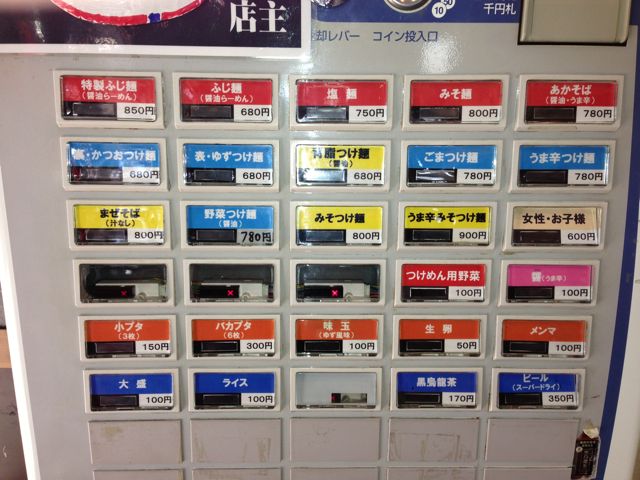 店主
却レバー コイン投入口
10 50
千円札
特製ふじ麺
(醤油らーめん)
850円
ふじ麺
(醤油らーめん)
680円
塩麺
750円
みそ麺
800円
あかそば
(醤油・うま辛)
780円
・かつおつけ麺
680円
表・ゆずつけ麺
680円
背脂つけ麺
(醤油)
680円
ごまつけ麺
780円
うま辛つけ麺
780円
まぜそば
(汁なし)
800円
野菜つけ麺
(醤油)
780円
みそつけ麺
800円
うま辛みそつけ麺
900円
女性・お子様
600円
つけめん用野菜
100円
(うま辛)
100円
小ブタ
(3枚)
150円
バカブタ
(6枚)
300円
味玉
(ゆず風味)
100円
生卵
50円
メンマ
100円
大盛
100円
ライス
100円
黒烏龍茶
170円
ビール
(スーパードライ)
350円